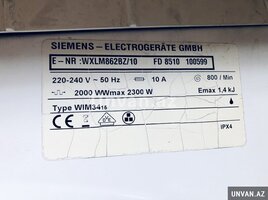 SIEMENS - ELECTROGERÄTE GMBH
E - NR : WXLM862BZ/10 FD 8510 100599
220-240 V ~ 50 Hz 10 A 800 / Min
2000 W Wmax 2300 W Emax 1,4 kJ
Type WIM3416
IPX4
UNVAN.AZ